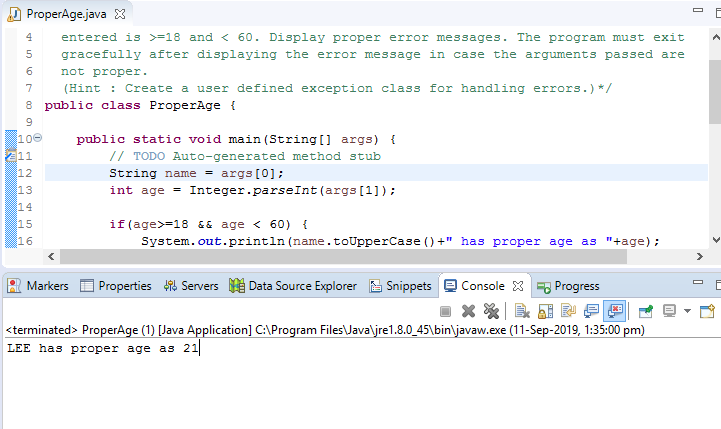 ProperAge.java
4 entered is >=18 and < 60. Display proper error messages. The program must exit
5 gracefully after displaying the error message in case the arguments passed are
6 not proper.
7 (Hint : Create a user defined exception class for handling errors.)*/
8 public class ProperAge {
9
10 public static void main(String[] args) {
11 // TODO Auto-generated method stub
12 String name = args[0];
13 int age = Integer.parseInt(args[1]);
14
15 if(age>=18 && age < 60) {
16 System.out.println(name.toUpperCase()+" has proper age as "+age);
Markers Properties Servers Data Source Explorer Snippets Console Progress
<terminated> ProperAge (1) [Java Application] C:\Program Files\Java\jre1.8.0_45\bin\javaw.exe (11-Sep-2019, 1:35:00 pm)
LEE has proper age as 21